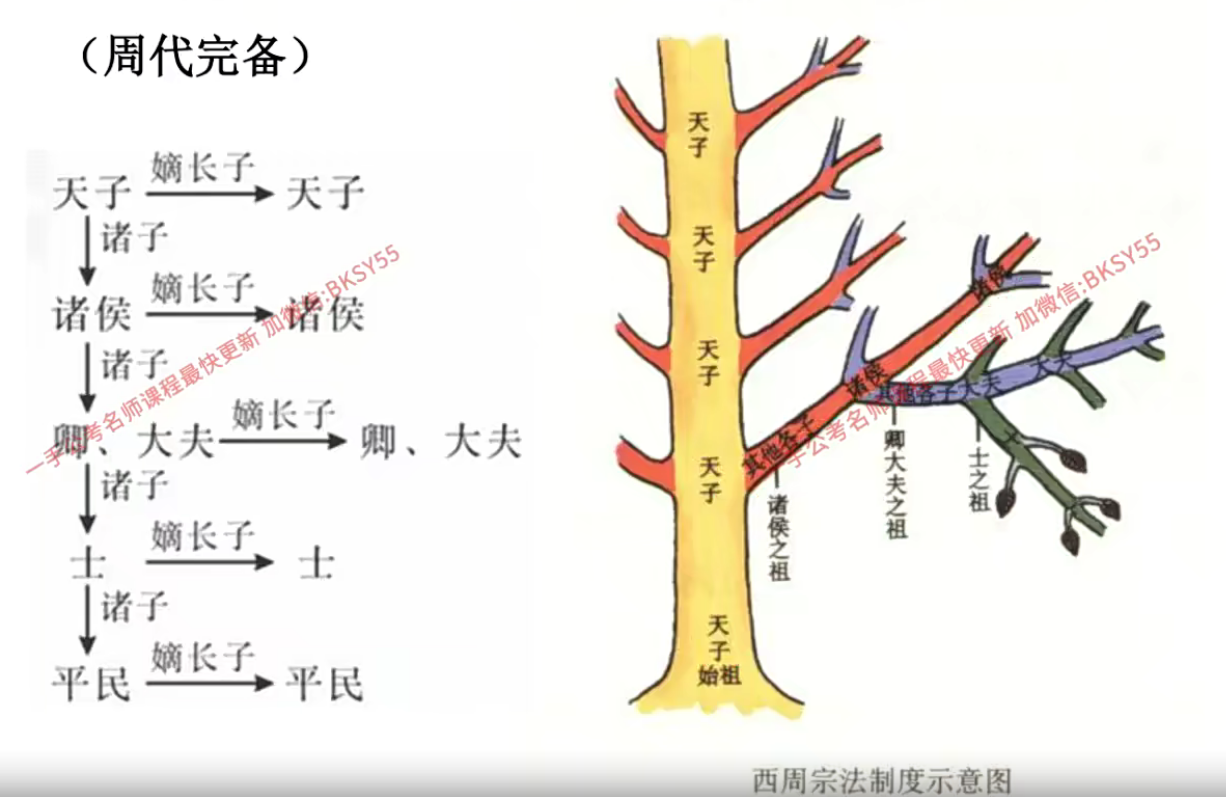 （周代完备）
嫡长子
天子 天子
诸子
嫡长子
诸侯 诸侯
诸子
嫡长子
卿、大夫 卿、大夫
诸子
嫡长子
士 士
诸子
嫡长子
平民 平民
一手公考名师课程最快更新 加微信:BKSY55
天子
天子
天子
天子
天子
始祖
其他各子
诸侯
诸侯
诸侯之祖
其他各子
大夫
大夫
卿大夫之祖
士之祖
一手公考名师课程最快更新 加微信:BKSY55
西周宗法制度示意图